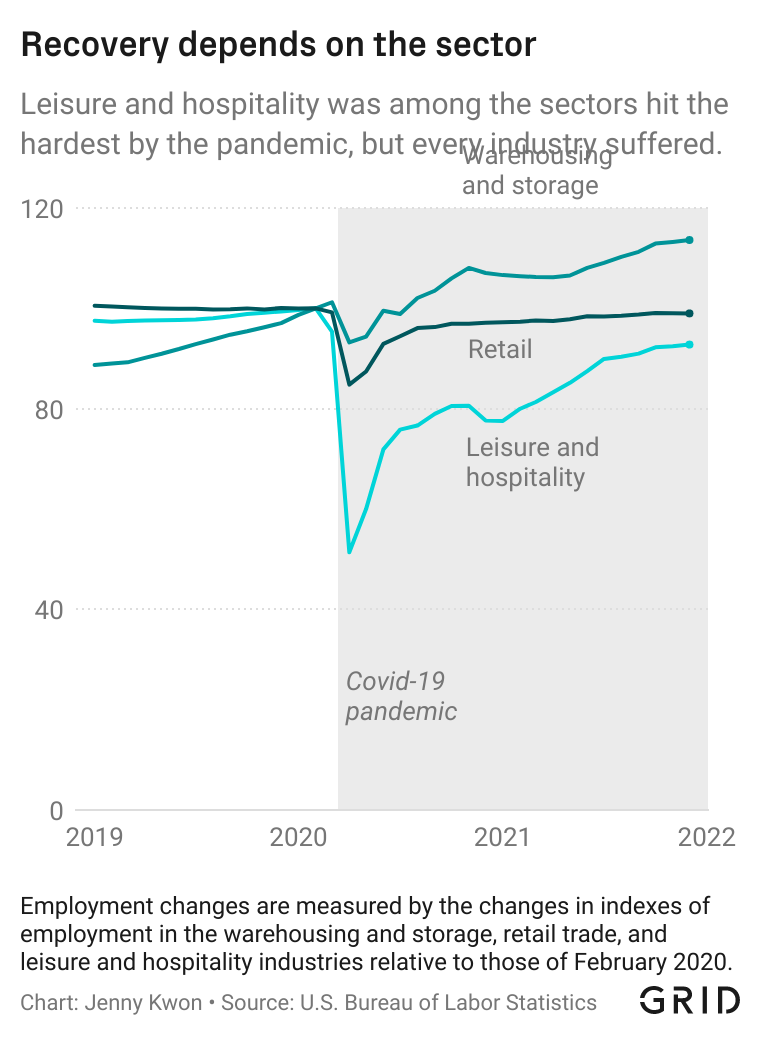 Recovery depends on the sector
Leisure and hospitality was among the sectors hit the
hardest by the pandemic, but every industry suffered.
Warehousing
and storage
120
Retail
80
Leisure and
hospitality
40
Covid-19
pandemic
0
2019 2020 2021 2022
Employment changes are measured by the changes in indexes of
employment in the warehousing and storage, retail trade, and
leisure and hospitality industries relative to those of February 2020.
Chart: Jenny Kwon • Source: U.S. Bureau of Labor Statistics
GRID